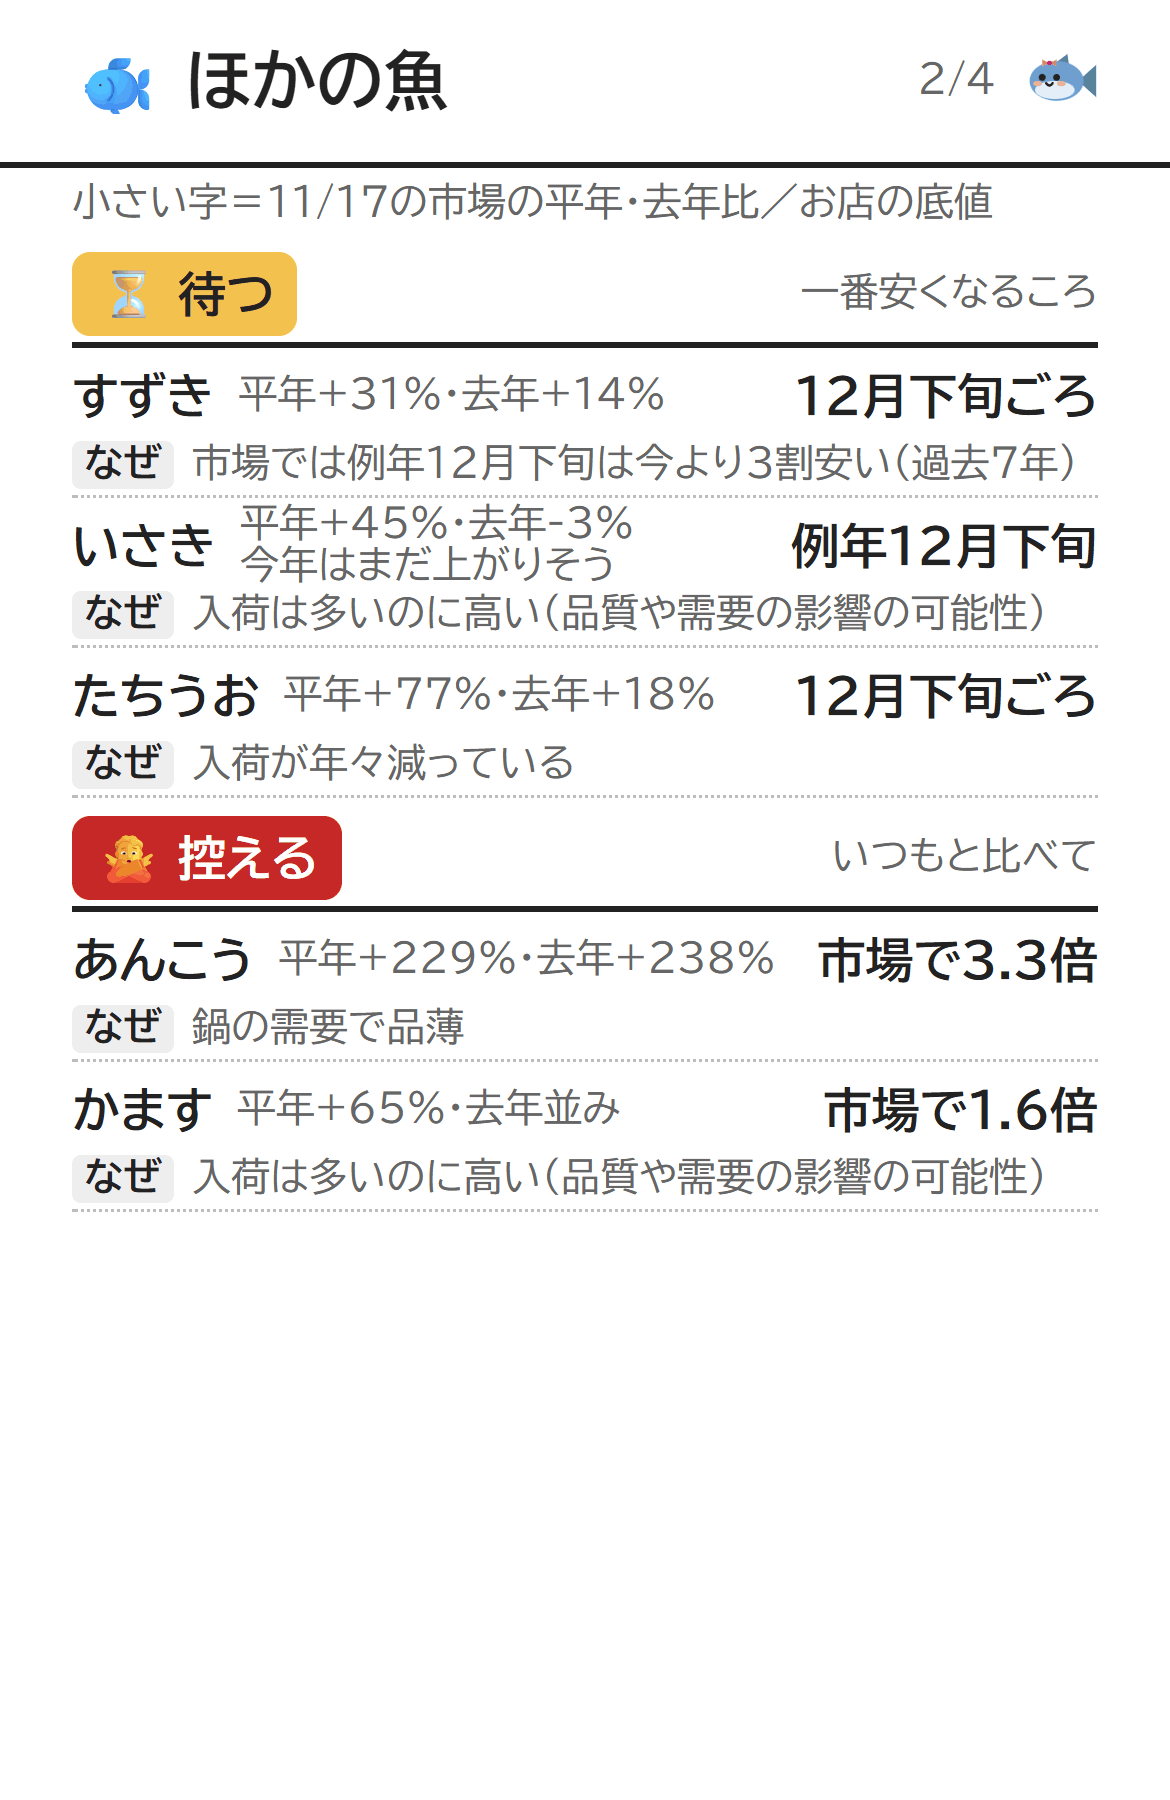 ほかの魚
2/4
小さい字＝11/17の市場の平年・去年比／お店の底値
待つ
一番安くなるころ
すずき 平年+31%・去年+14% 12月下旬ごろ
なぜ 市場では例年12月下旬は今より3割安い（過去7年）
いさき 平年+45%・去年-3% 今年はまだ上がりそう 例年12月下旬
なぜ 入荷は多いのに高い（品質や需要の影響の可能性）
たちうお 平年+77%・去年+18% 12月下旬ごろ
なぜ 入荷が年々減っている
控える
いつもと比べて
あんこう 平年+229%・去年+238% 市場で3.3倍
なぜ 鍋の需要で品薄
かます 平年+65%・去年並み 市場で1.6倍
なぜ 入荷は多いのに高い（品質や需要の影響の可能性）